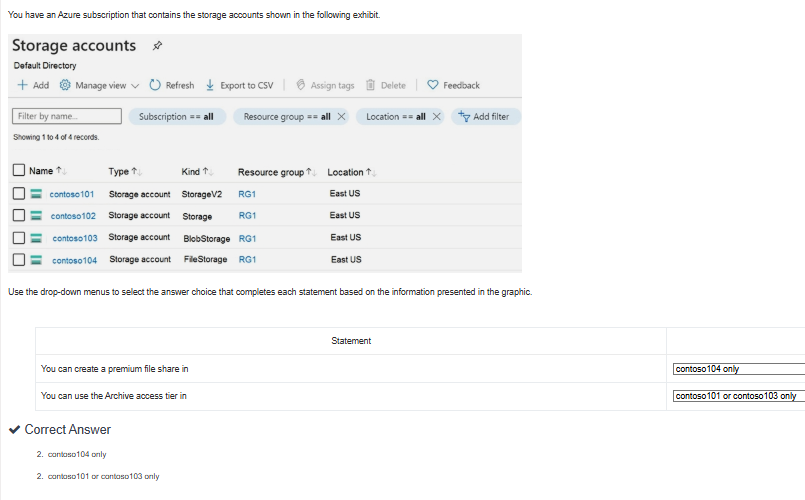 You have an Azure subscription that contains the storage accounts shown in the following exhibit.
Storage accounts
Default Directory
Add Manage view Refresh Export to CSV Assign tags Delete Feedback
Filter by name... Subscription == all Resource group == all × Location == all × Add filter
Showing 1 to 4 of 4 records.
Name ↑↓ Type ↑↓ Kind ↑↓ Resource group ↑↓ Location ↑↓
contoso101 Storage account StorageV2 RG1 East US
contoso102 Storage account Storage RG1 East US
contoso103 Storage account BlobStorage RG1 East US
contoso104 Storage account FileStorage RG1 East US
Use the drop-down menus to select the answer choice that completes each statement based on the information presented in the graphic.
Statement
You can create a premium file share in contoso104 only
You can use the Archive access tier in contoso101 or contoso103 only
Correct Answer
2. contoso104 only
2. contoso101 or contoso103 only